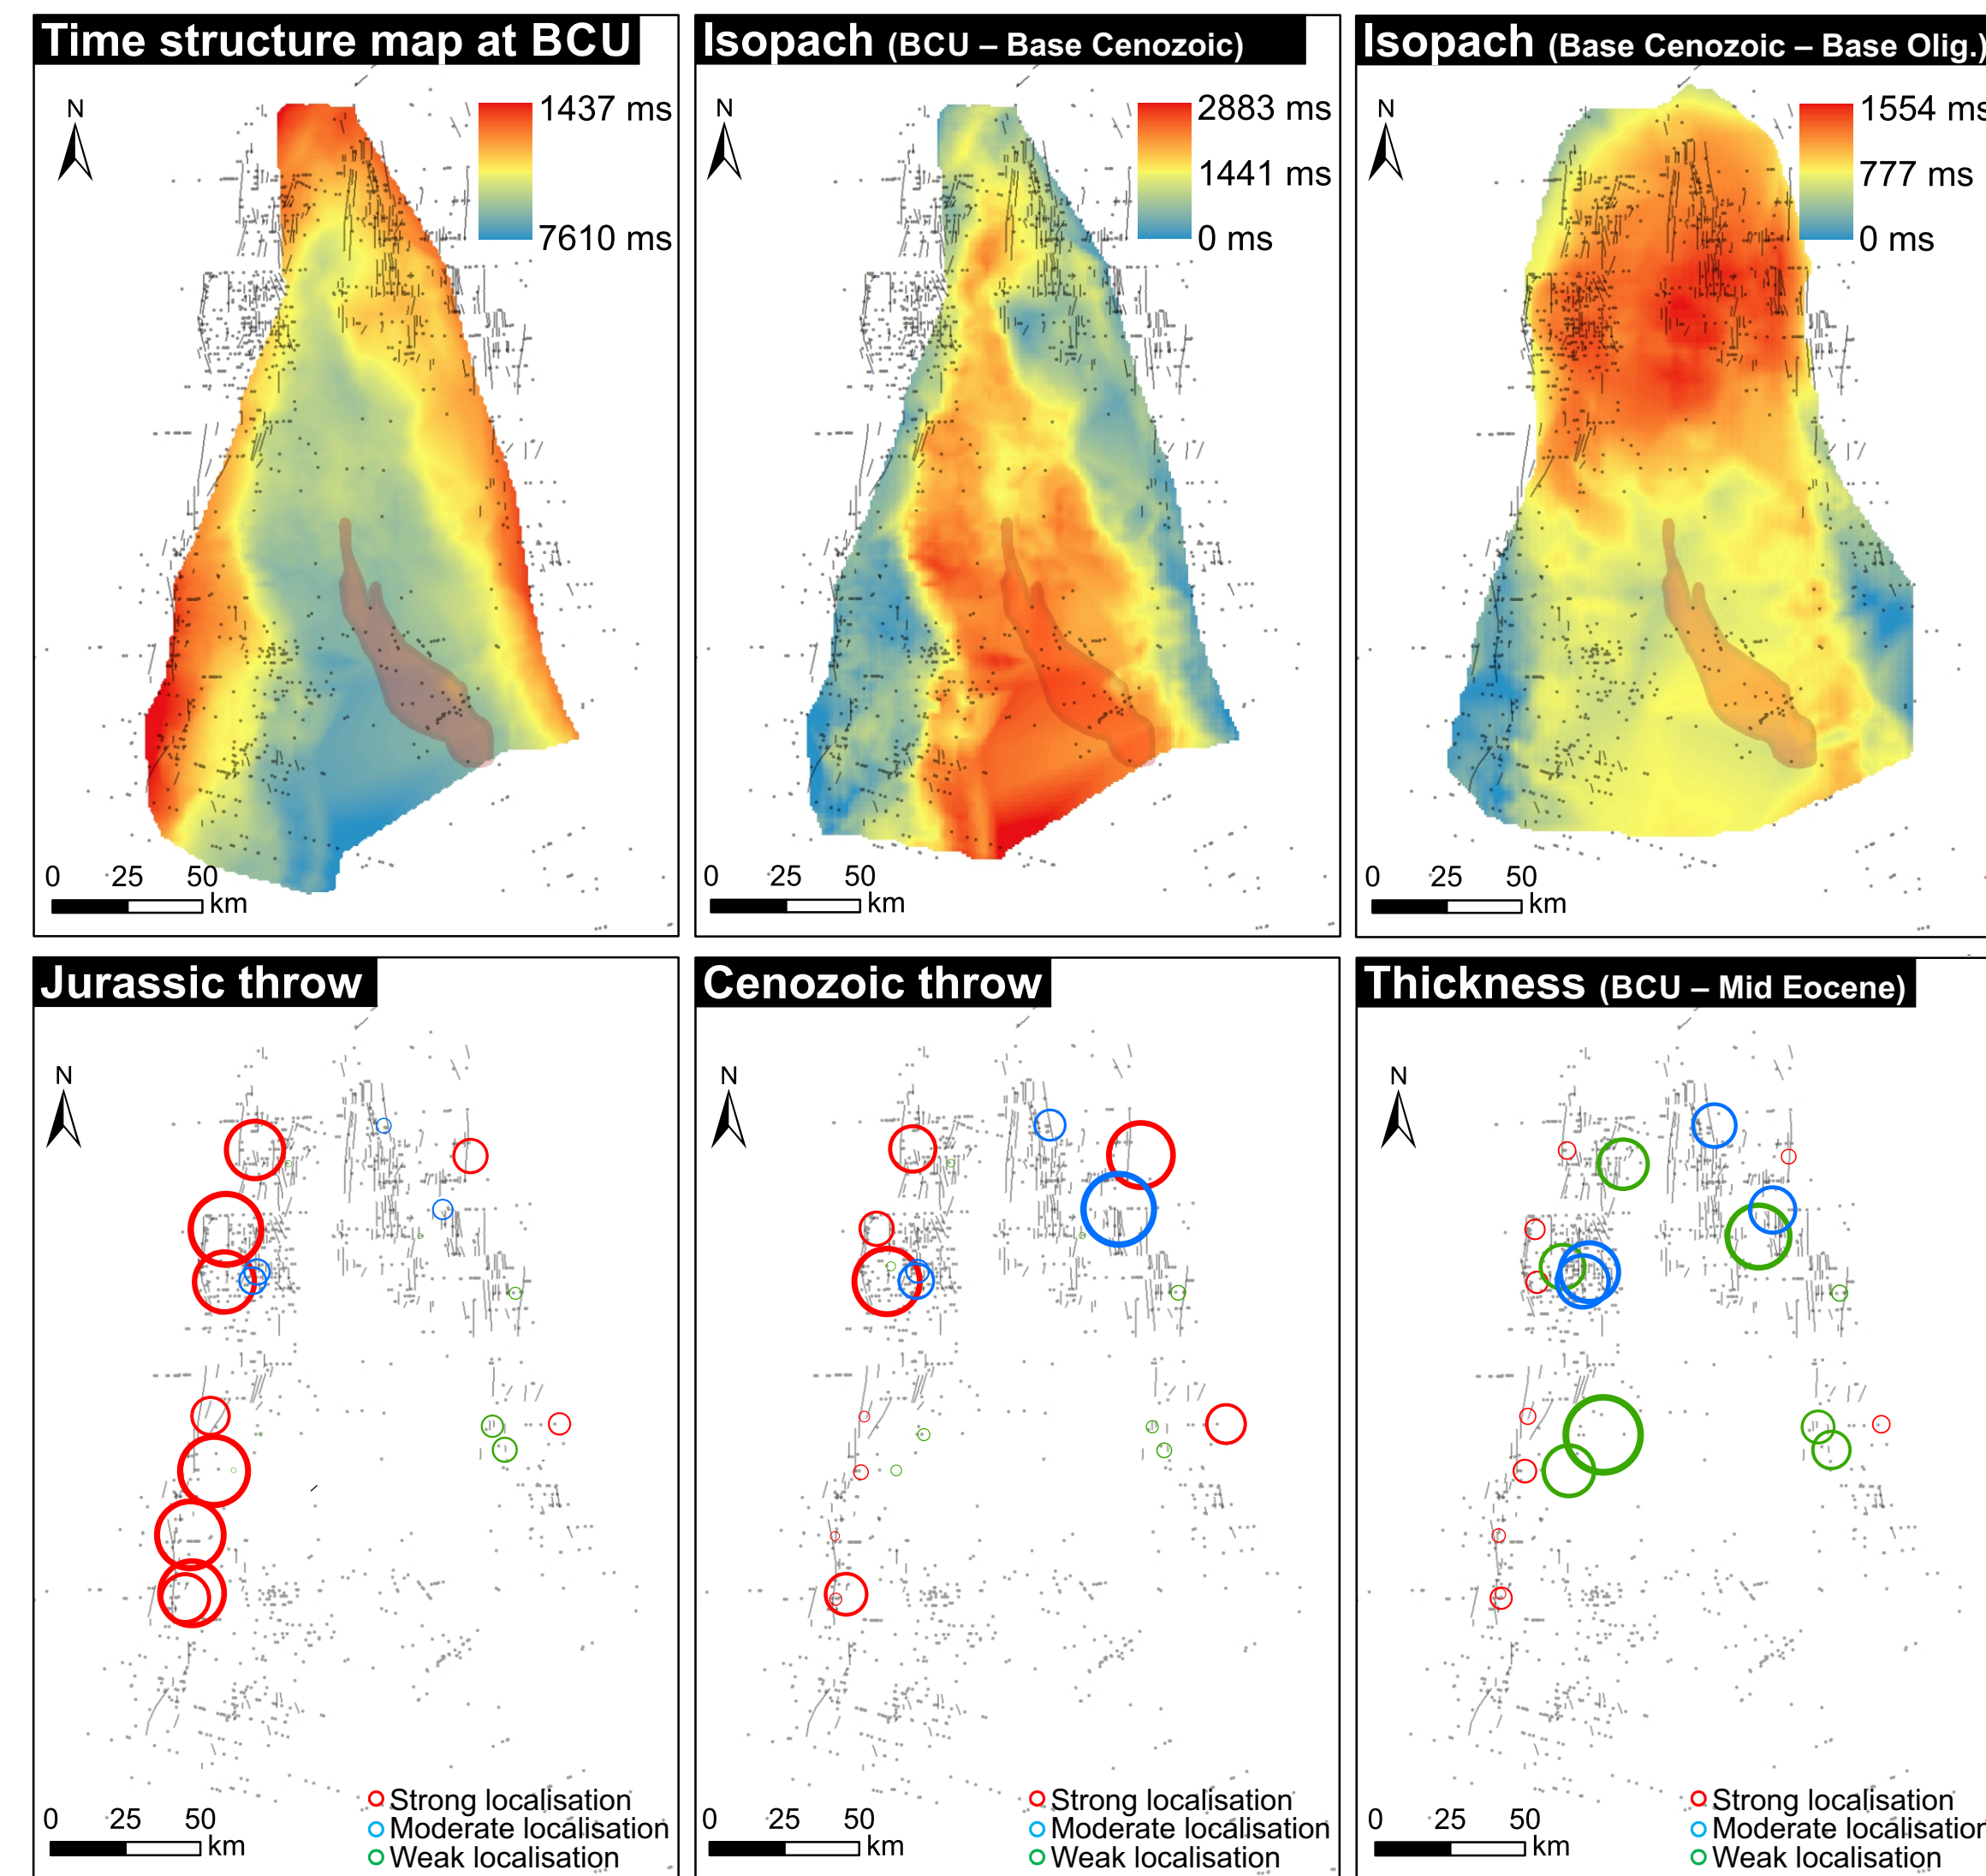 Time structure map at BCU
N
1437 ms
7610 ms
0 25 50
km
Isopach (BCU – Base Cenozoic)
N
2883 ms
1441 ms
0 ms
0 25 50
km
Isopach (Base Cenozoic – Base Olig.)
N
1554 ms
777 ms
0 ms
0 25 50
km
Jurassic throw
N
Strong localisation
Moderate localisation
Weak localisation
0 25 50
km
Cenozoic throw
N
Strong localisation
Moderate localisation
Weak localisation
0 25 50
km
Thickness (BCU – Mid Eocene)
N
Strong localisation
Moderate localisation
Weak localisation
0 25 50
km